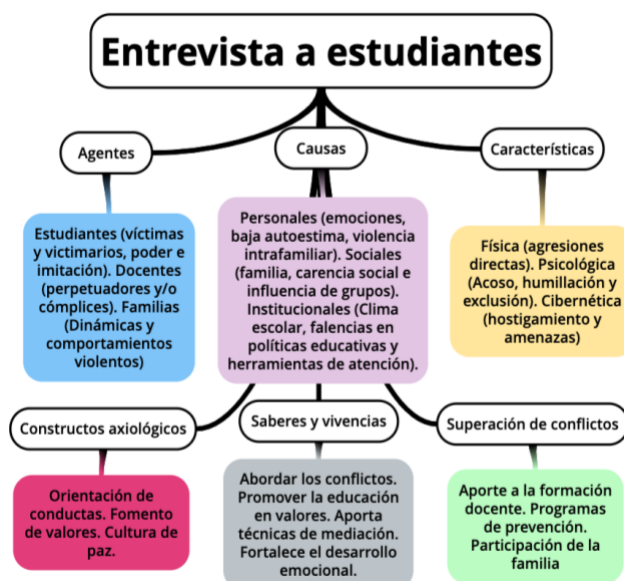 Entrevista a estudiantes
Agentes
Causas
Características
Estudiantes (víctimas
y victimarios, poder e
imitación). Docentes
(perpetuadores y/o
cómplices). Familias
(Dinámicas y
comportamientos
violentos)
Personales (emociones,
baja autoestima, violencia
intrafamiliar). Sociales
(familia, carencia social e
influencia de grupos).
Institucionales (Clima
escolar, falencias en
políticas educativas y
herramientas de atención).
Física (agresiones
directas). Psicológica
(Acoso, humillación y
exclusión). Cibernética
(hostigamiento y
amenazas)
Constructos axiológicos
Saberes y vivencias
Superación de conflictos
Orientación de
conductas. Fomento
de valores. Cultura de
paz.
Abordar los conflictos.
Promover la educación
en valores. Aporta
técnicas de mediación.
Fortalece el desarrollo
emocional.
Aporte a la formación
docente. Programas
de prevención.
Participación de la
familia